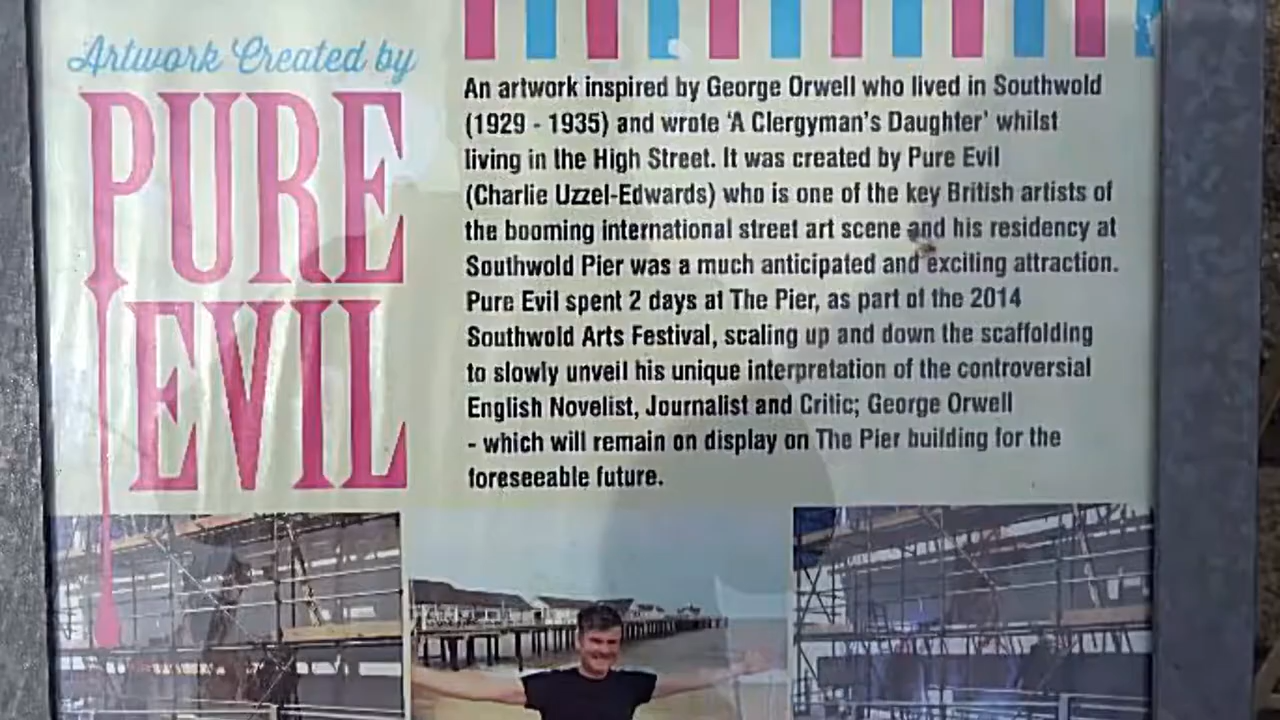 Artwork Created by
PURE
EVIL
An artwork inspired by George Orwell who lived in Southwold
(1929 - 1935) and wrote 'A Clergyman's Daughter' whilst
living in the High Street. It was created by Pure Evil
(Charlie Uzzel-Edwards) who is one of the key British artists of
the booming international street art scene and his residency at
Southwold Pier was a much anticipated and exciting attraction.
Pure Evil spent 2 days at The Pier, as part of the 2014
Southwold Arts Festival, scaling up and down the scaffolding
to slowly unveil his unique interpretation of the controversial
English Novelist, Journalist and Critic; George Orwell
- which will remain on display on The Pier building for the
foreseeable future.